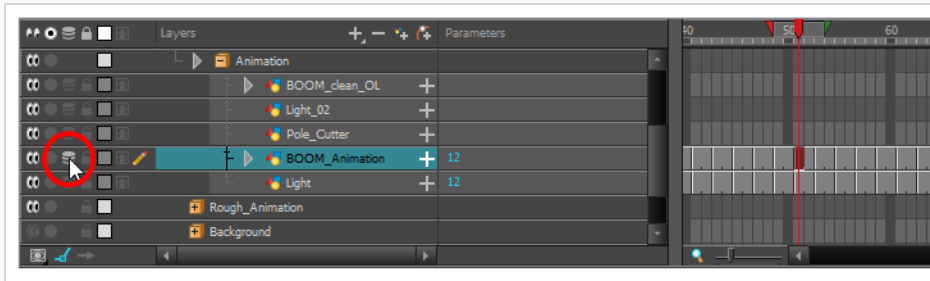 Layers Parameters 40 50 60
Animation
BOOM_clean_OL
Light_02
Pole_Cutter
BOOM_Animation 12
Light 12
Rough_Animation
Background